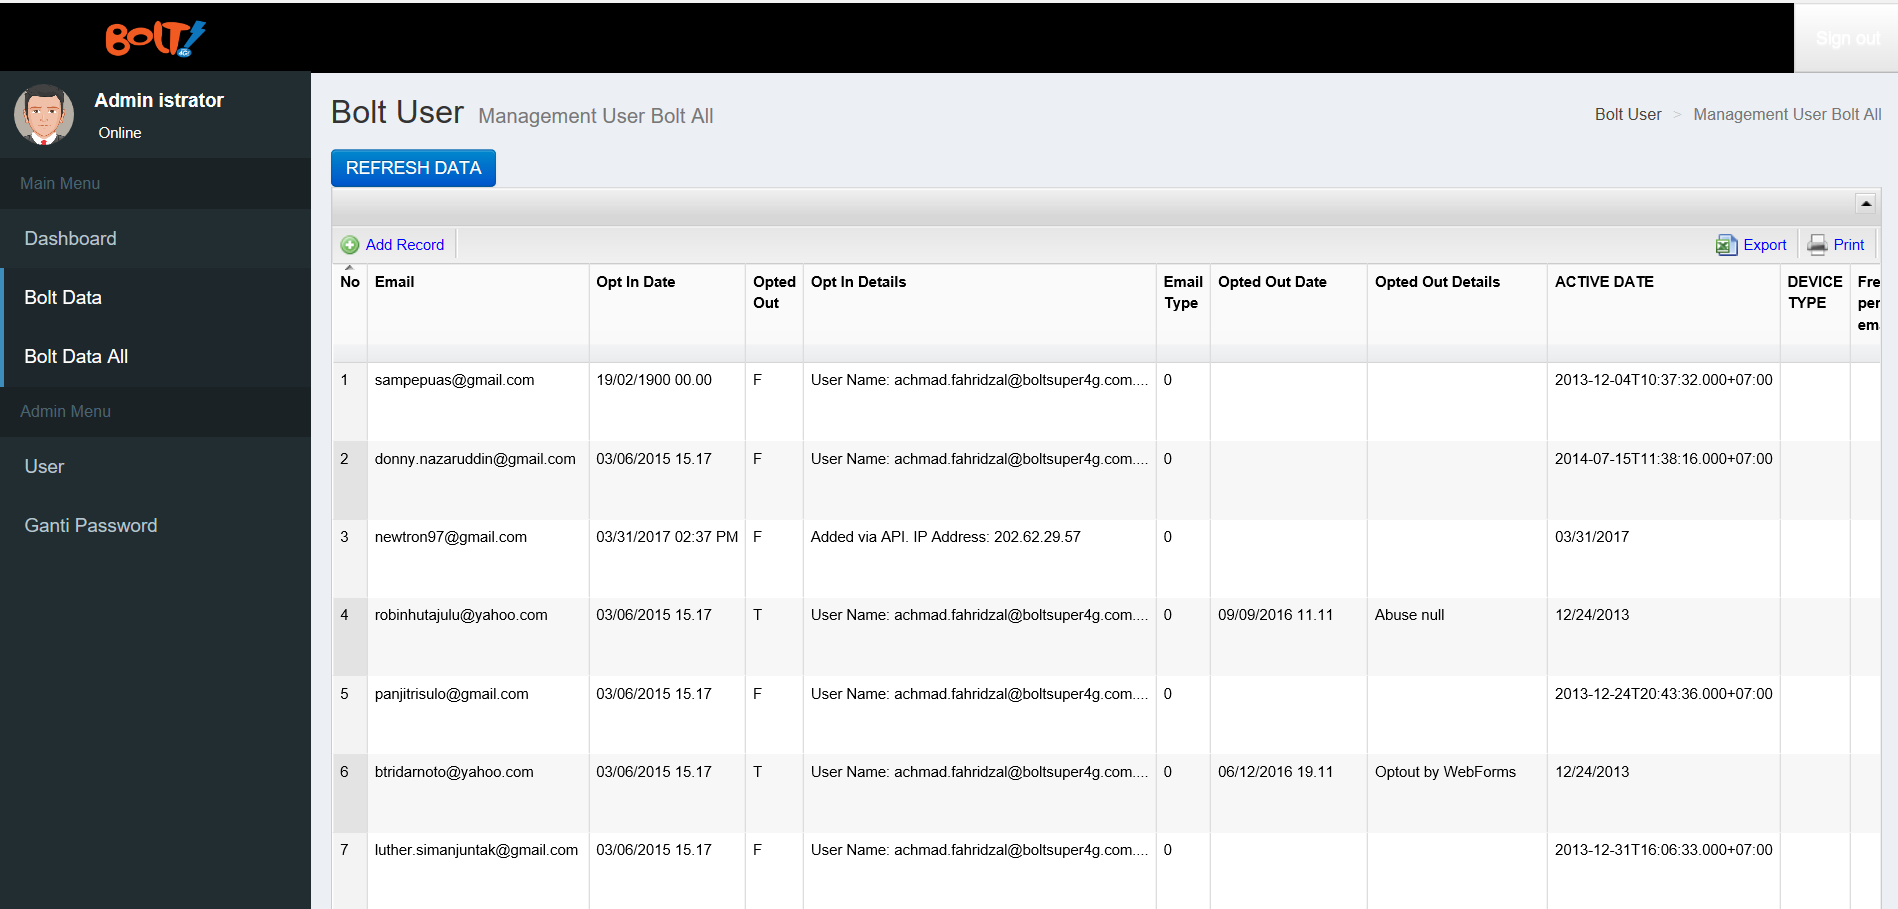 BOLT! 4G
Sign out
Admin istrator
Online
Main Menu
Dashboard
Bolt Data
Bolt Data All
Admin Menu
User
Ganti Password
Bolt User Management User Bolt All
Bolt User > Management User Bolt All
REFRESH DATA
Add Record
Export Print
No Email Opt In Date Opted Out Opt In Details Email Type Opted Out Date Opted Out Details ACTIVE DATE DEVICE TYPE Fre per ema
1 sampepuas@gmail.com 19/02/1900 00.00 F User Name: achmad.fahridzal@boltsuper4g.com.... 0 2013-12-04T10:37:32.000+07:00
2 donny.nazaruddin@gmail.com 03/06/2015 15.17 F User Name: achmad.fahridzal@boltsuper4g.com.... 0 2014-07-15T11:38:16.000+07:00
3 newtron97@gmail.com 03/31/2017 02:37 PM F Added via API. IP Address: 202.62.29.57 0 03/31/2017
4 robinhutajulu@yahoo.com 03/06/2015 15.17 T User Name: achmad.fahridzal@boltsuper4g.com.... 0 09/09/2016 11.11 Abuse null 12/24/2013
5 panjitrisulo@gmail.com 03/06/2015 15.17 F User Name: achmad.fahridzal@boltsuper4g.com.... 0 2013-12-24T20:43:36.000+07:00
6 btridarnoto@yahoo.com 03/06/2015 15.17 T User Name: achmad.fahridzal@boltsuper4g.com.... 0 06/12/2016 19.11 Optout by WebForms 12/24/2013
7 luther.simanjuntak@gmail.com 03/06/2015 15.17 F User Name: achmad.fahridzal@boltsuper4g.com.... 0 2013-12-31T16:06:33.000+07:00